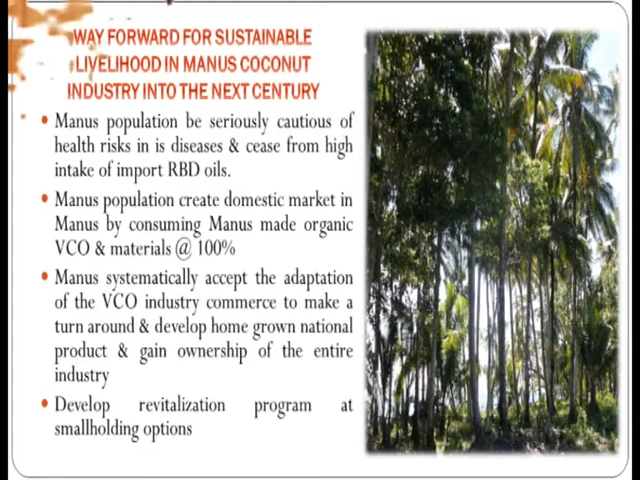 WAY FORWARD FOR SUSTAINABLE
LIVELIHOOD IN MANUS COCONUT
INDUSTRY INTO THE NEXT CENTURY
• Manus population be seriously cautious of
health risks in is diseases & cease from high
intake of import RBD oils.
• Manus population create domestic market in
Manus by consuming Manus made organic
VCO & materials @ 100%
• Manus systematically accept the adaptation
of the VCO industry commerce to make a
turn around & develop home grown national
product & gain ownership of the entire
industry
• Develop revitalization program at
smallholding options